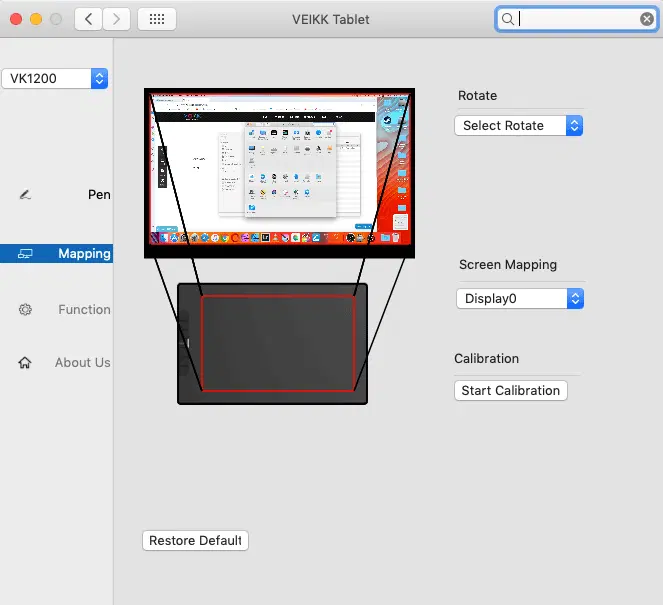 VEIKK Tablet
VK1200
Pen
Mapping
Function
About Us
Rotate
Select Rotate
Screen Mapping
Display0
Calibration
Start Calibration
Restore Default